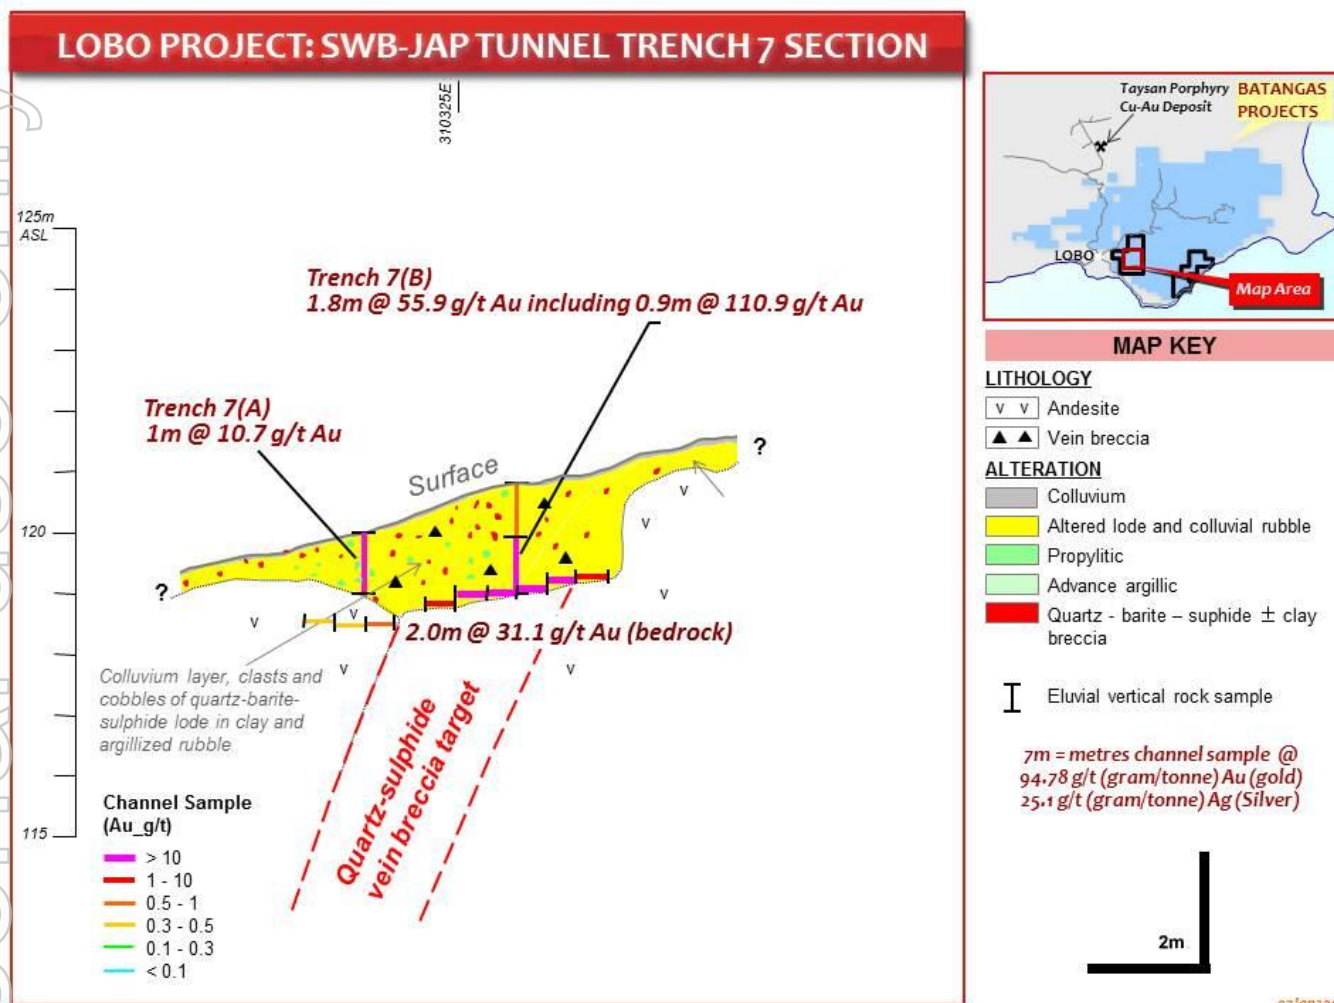 LOBO PROJECT: SWB-JAP TUNNEL TRENCH 7 SECTION
310325E
125m
ASL
Trench 7(B)
1.8m @ 55.9 g/t Au including 0.9m @ 110.9 g/t Au
Trench 7(A)
1m @ 10.7 g/t Au
Surface
?
120
?
v
v
v
v
v
v
v
v
2.0m @ 31.1 g/t Au (bedrock)
Colluvium layer, clasts and
cobbles of quartz-barite-
sulphide lode in clay and
argillized rubble
Quartz-sulphide
vein breccia target
115
Channel Sample
(Au_g/t)
> 10
1 - 10
0.5 - 1
0.3 - 0.5
0.1 - 0.3
< 0.1
Taysan Porphyry
Cu-Au Deposit
BATANGAS
PROJECTS
LOBO
Map Area
MAP KEY
LITHOLOGY
v v Andesite
Vein breccia
ALTERATION
Colluvium
Altered lode and colluvial rubble
Propylitic
Advance argillic
Quartz - barite – suphide ± clay
breccia
Eluvial vertical rock sample
7m = metres channel sample @
94.78 g/t (gram/tonne) Au (gold)
25.1 g/t (gram/tonne) Ag (Silver)
2m